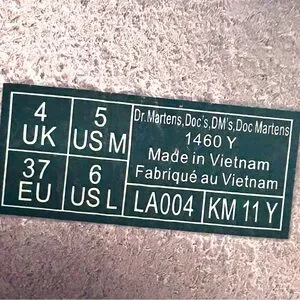 4 UK
5 US M
37 EU
6 US L
Dr.Martens,Doc's,DM's,Doc Martens
1460 Y
Made in Vietnam
Fabriqué au Vietnam
LA004
KM 11 Y